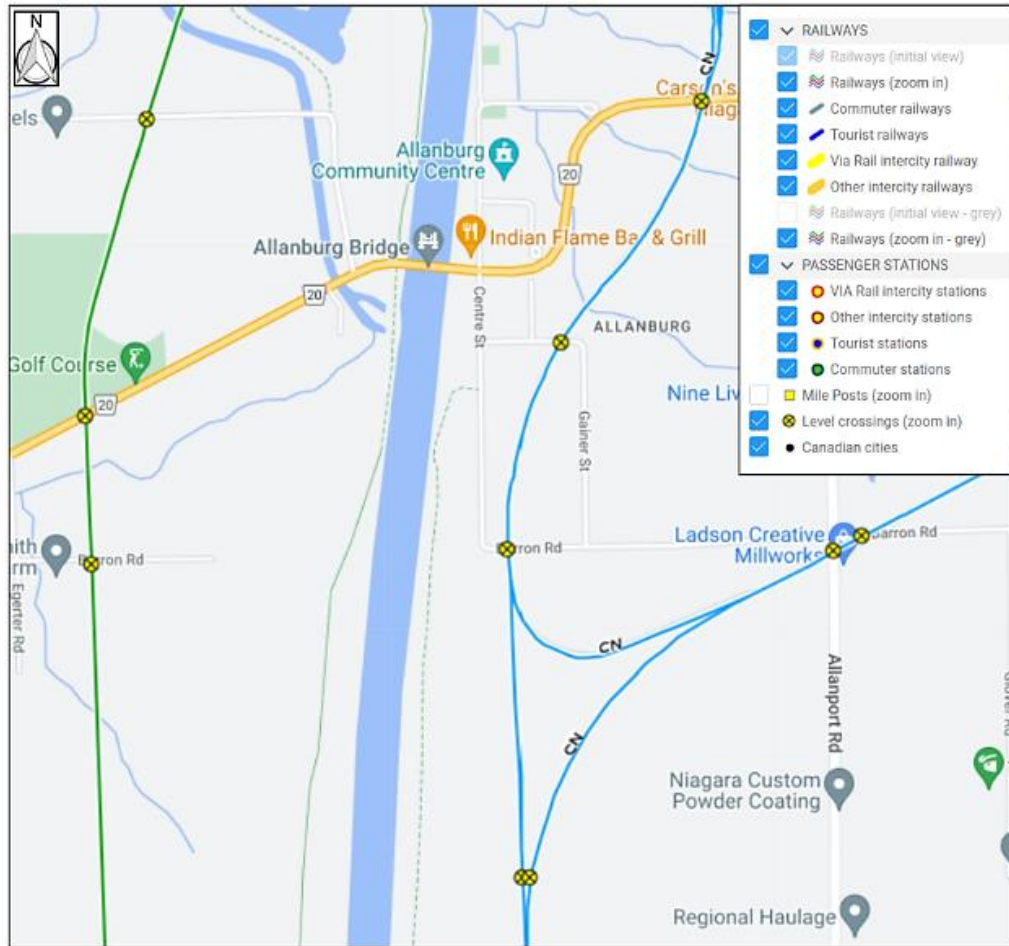 N
els
Allanburg
Community Centre
20
Allanburg Bridge
Indian Flame Bar & Grill
20
Centre St
ALLANBURG
Golf Course
20
Gainer St
Nine Liv
Barron Rd
Egerter Rd
Ladson Creative
Millworks
Barron Rd
CN
CN
CN
Carson's
Allanport Rd
Niagara Custom
Powder Coating
Regional Haulage
RAILWAYS
Railways (initial view)
Railways (zoom in)
Commuter railways
Tourist railways
Via Rail intercity railway
Other intercity railways
Railways (initial view - grey)
Railways (zoom in - grey)
PASSENGER STATIONS
VIA Rail intercity stations
Other intercity stations
Tourist stations
Commuter stations
Mile Posts (zoom in)
Level crossings (zoom in)
Canadian cities